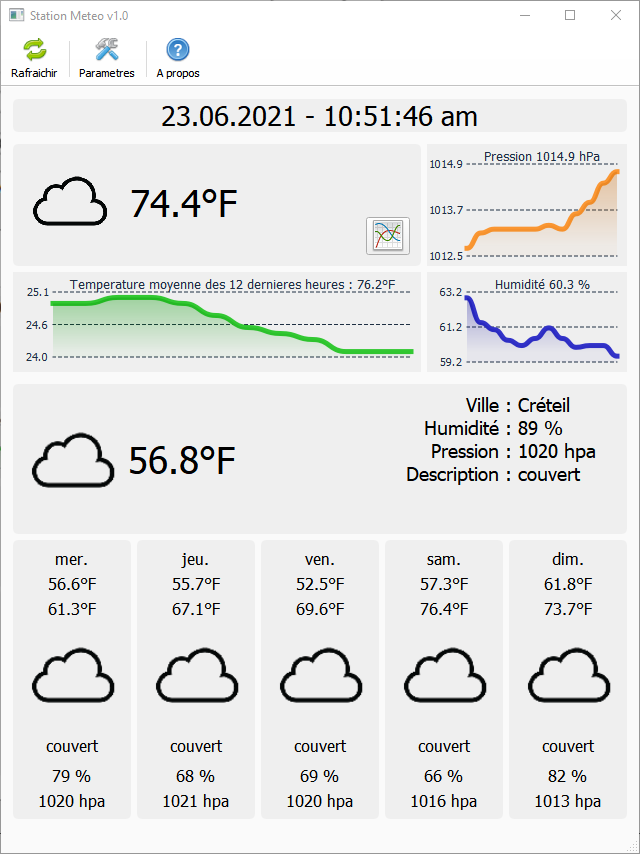 Station Meteo v1.0
Rafraichir Parametres A propos
23.06.2021 - 10:51:46 am
74.4°F
Pression 1014.9 hPa
1014.9
1013.7
1012.5
Temperature moyenne des 12 dernieres heures : 76.2°F
25.1
24.6
24.0
Humidité 60.3 %
63.2
61.2
59.2
56.8°F
Ville : Créteil
Humidité : 89 %
Pression : 1020 hpa
Description : couvert
mer. jeu. ven. sam. dim.
56.6°F 55.7°F 52.5°F 57.3°F 61.8°F
61.3°F 67.1°F 69.6°F 76.4°F 73.7°F
couvert couvert couvert couvert couvert
79 % 68 % 69 % 66 % 82 %
1020 hpa 1021 hpa 1020 hpa 1016 hpa 1013 hpa